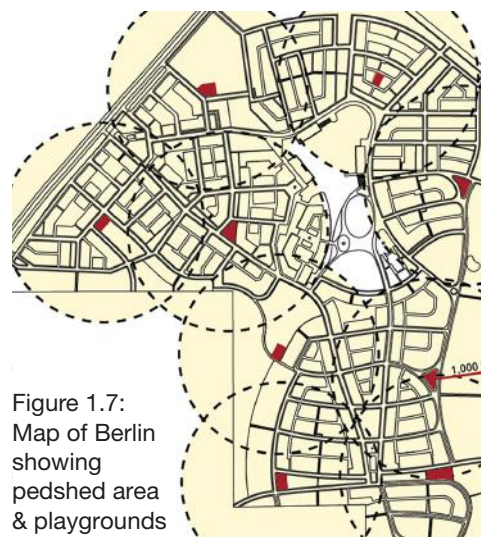 1,000
Figure 1.7:
Map of Berlin
showing
pedshed area
& playgrounds